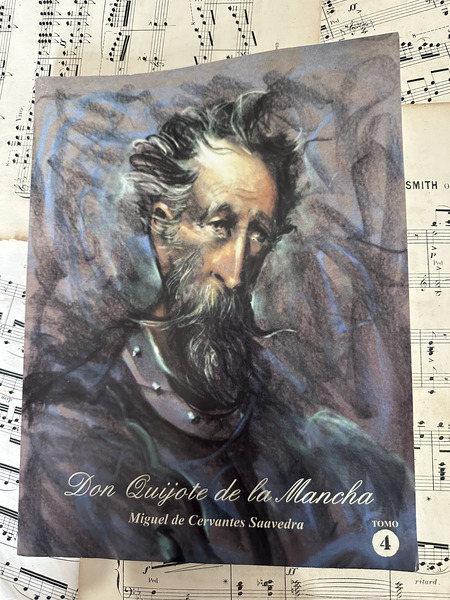 SMITH
Don Quijote de la Mancha
Miguel de Cervantes Saavedra
TOMO
4